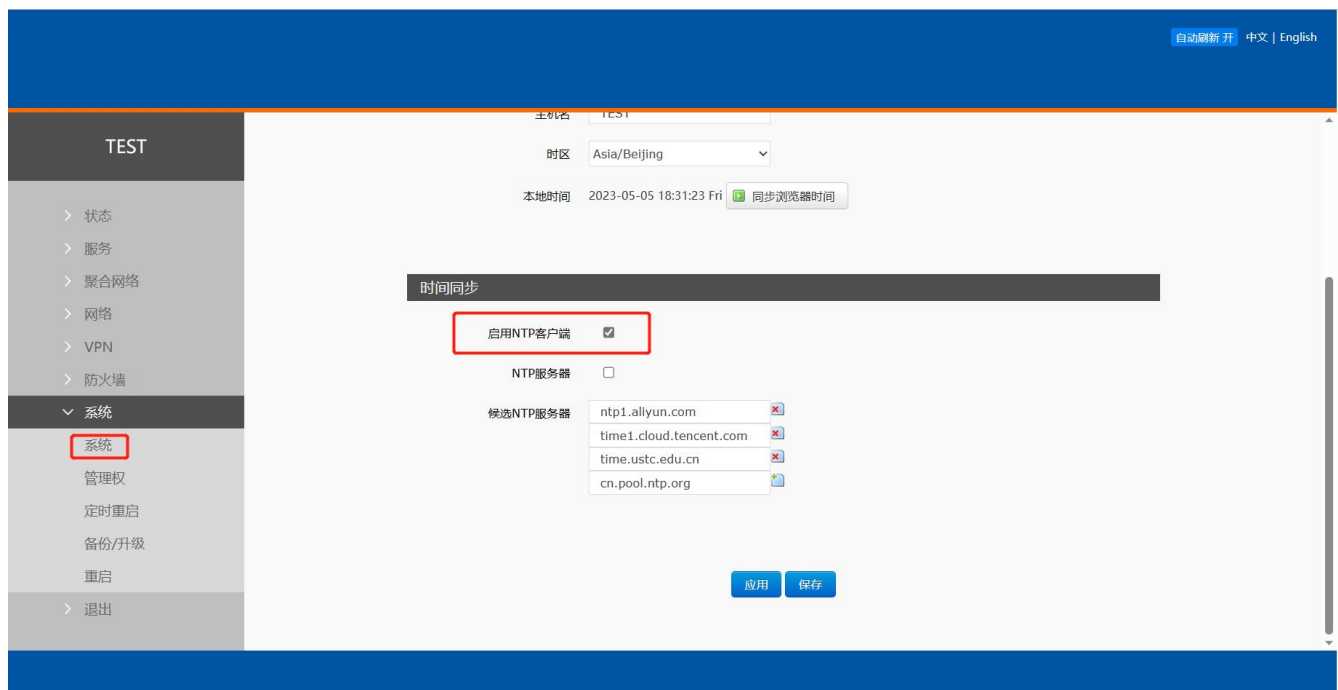 自动刷新 开 中文 | English
TEST
状态
服务
聚合网络
网络
VPN
防火墙
系统
系统
管理权
定时重启
备份/升级
重启
退出
主机名 TEST
时区 Asia/Beijing
本地时间 2023-05-05 18:31:23 Fri 同步浏览器时间
时间同步
启用NTP客户端
NTP服务器
候选NTP服务器 ntp1.aliyun.com
time1.cloud.tencent.com
time.ustc.edu.cn
cn.pool.ntp.org
应用 保存